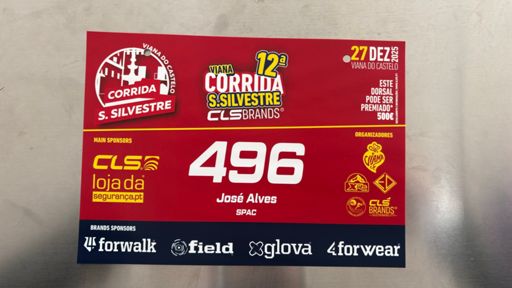 VIANA DO CASTELO
CORRIDA
S. SILVESTRE
12ª
VIANA
CORRIDA
S.SILVESTRE
CLSBRANDS
27 DEZ 2025
VIANA DO CASTELO
ESTE
DORSAL
PODE SER
PREMIADO*
500€
MAIN SPONSORS
CLS
loja da
segurança.pt
496
José Alves
SPAC
ORGANIZADORES
VIANA
CLS
BRANDS
BRANDS SPONSORS
forwalk
field
glova
4forwear